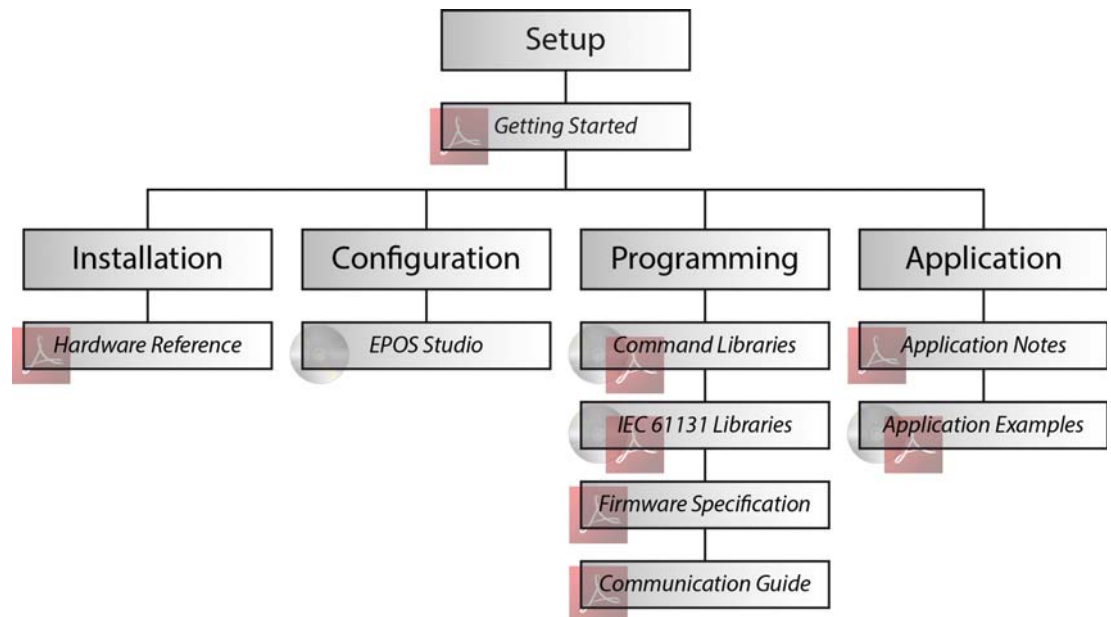 Setup
Getting Started
Installation
Configuration
Programming
Application
Hardware Reference
EPOS Studio
Command Libraries
Application Notes
IEC 61131 Libraries
Application Examples
Firmware Specification
Communication Guide